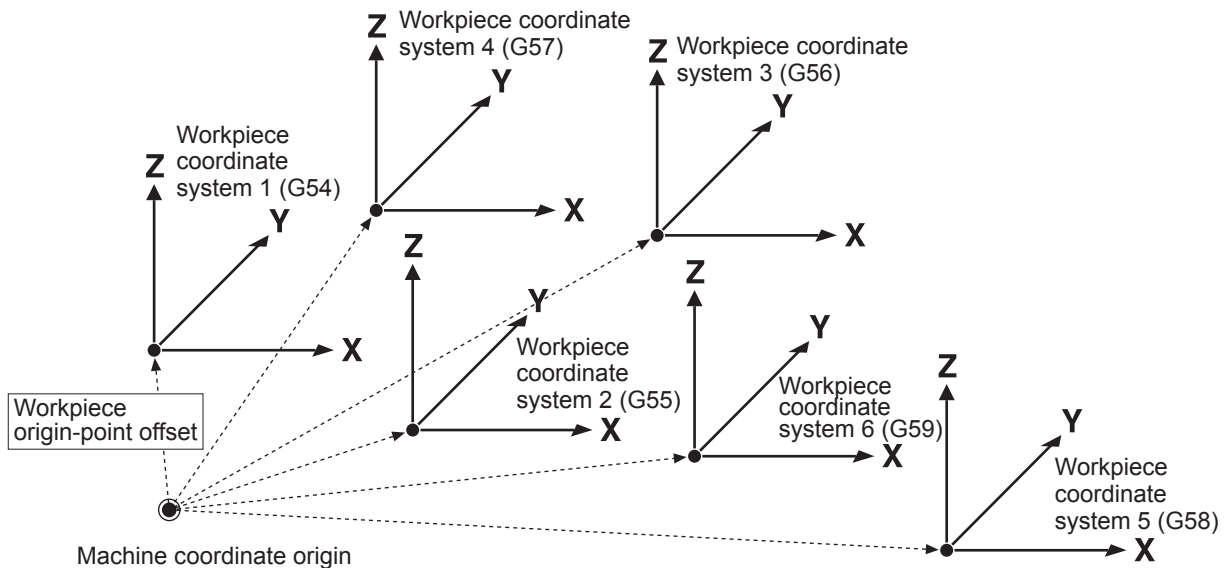 Z
Workpiece coordinate
system 4 (G57)
Y
X
Z
Workpiece coordinate
system 3 (G56)
Y
X
Z
Workpiece
coordinate
system 1 (G54)
Y
X
Z
Y
Workpiece
coordinate
system 2 (G55)
X
Z
Y
Workpiece
coordinate
system 6 (G59)
X
Z
Y
Workpiece
coordinate
system 5 (G58)
X
Workpiece
origin-point offset
Machine coordinate origin